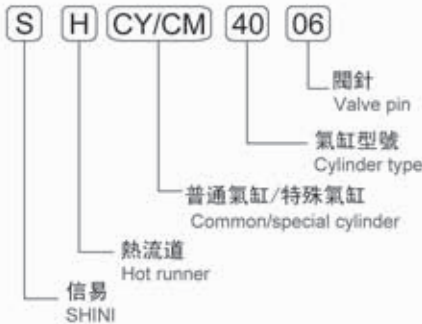 S H CY/CM 40 06
閥針
Valve pin
氣缸型號
Cylinder type
普通氣缸/特殊氣缸
Common/special cylinder
熱流道
Hot runner
信易
SHINI